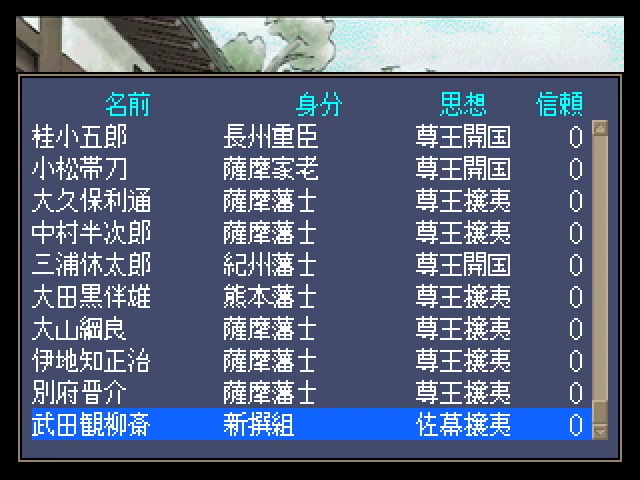 名前 身分 思想 信頼
桂小五郎 長州重臣 尊王開国 0
小松帯刀 薩摩家老 尊王開国 0
大久保利通 薩摩藩士 尊王攘夷 0
中村半次郎 薩摩藩士 尊王攘夷 0
三浦休太郎 紀州藩士 尊王開国 0
大田黒伴雄 熊本藩士 尊王攘夷 0
大山綱良 薩摩藩士 尊王攘夷 0
伊地知正治 薩摩藩士 尊王攘夷 0
別府晋介 薩摩藩士 尊王攘夷 0
武田観柳斎 新撰組 佐幕攘夷 0